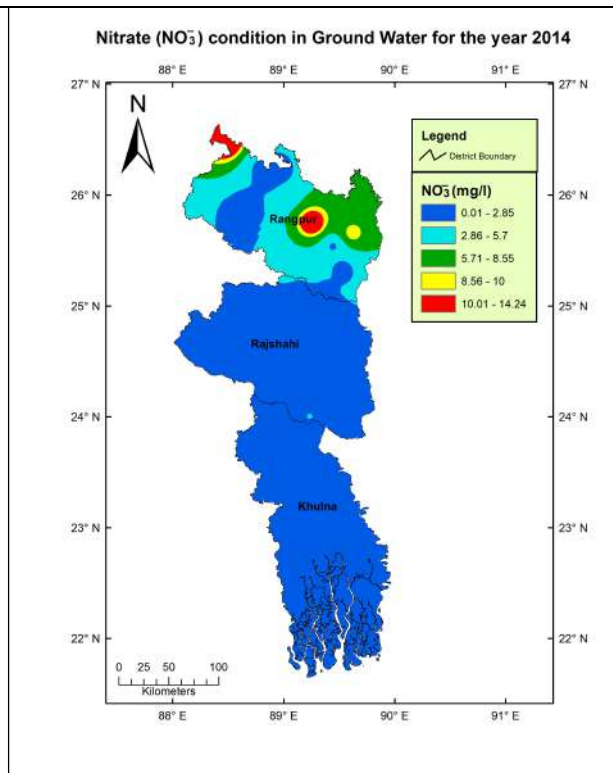 Nitrate (NO₃⁻) condition in Ground Water for the year 2014
88° E 89° E 90° E 91° E
27° N 27° N
N
Legend
District Boundary
NO₃⁻ (mg/l)
0.01 - 2.85
2.86 - 5.7
5.71 - 8.55
8.56 - 10
10.01 - 14.24
26° N 26° N
Rangpur
25° N 25° N
Rajshahi
24° N 24° N
Khulna
23° N 23° N
22° N 22° N
0 25 50 100
Kilometers
88° E 89° E 90° E 91° E